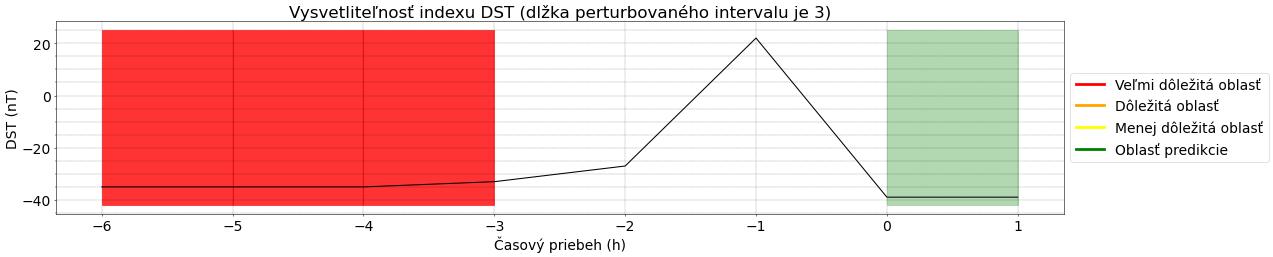 Vysvetliteľnosť indexu DST (dĺžka perturbovaného intervalu je 3)
DST (nT)
20
0
−20
−40
−6 −5 −4 −3 −2 −1 0 1
Časový priebeh (h)
Veľmi dôležitá oblasť
Dôležitá oblasť
Menej dôležitá oblasť
Oblasť predikcie